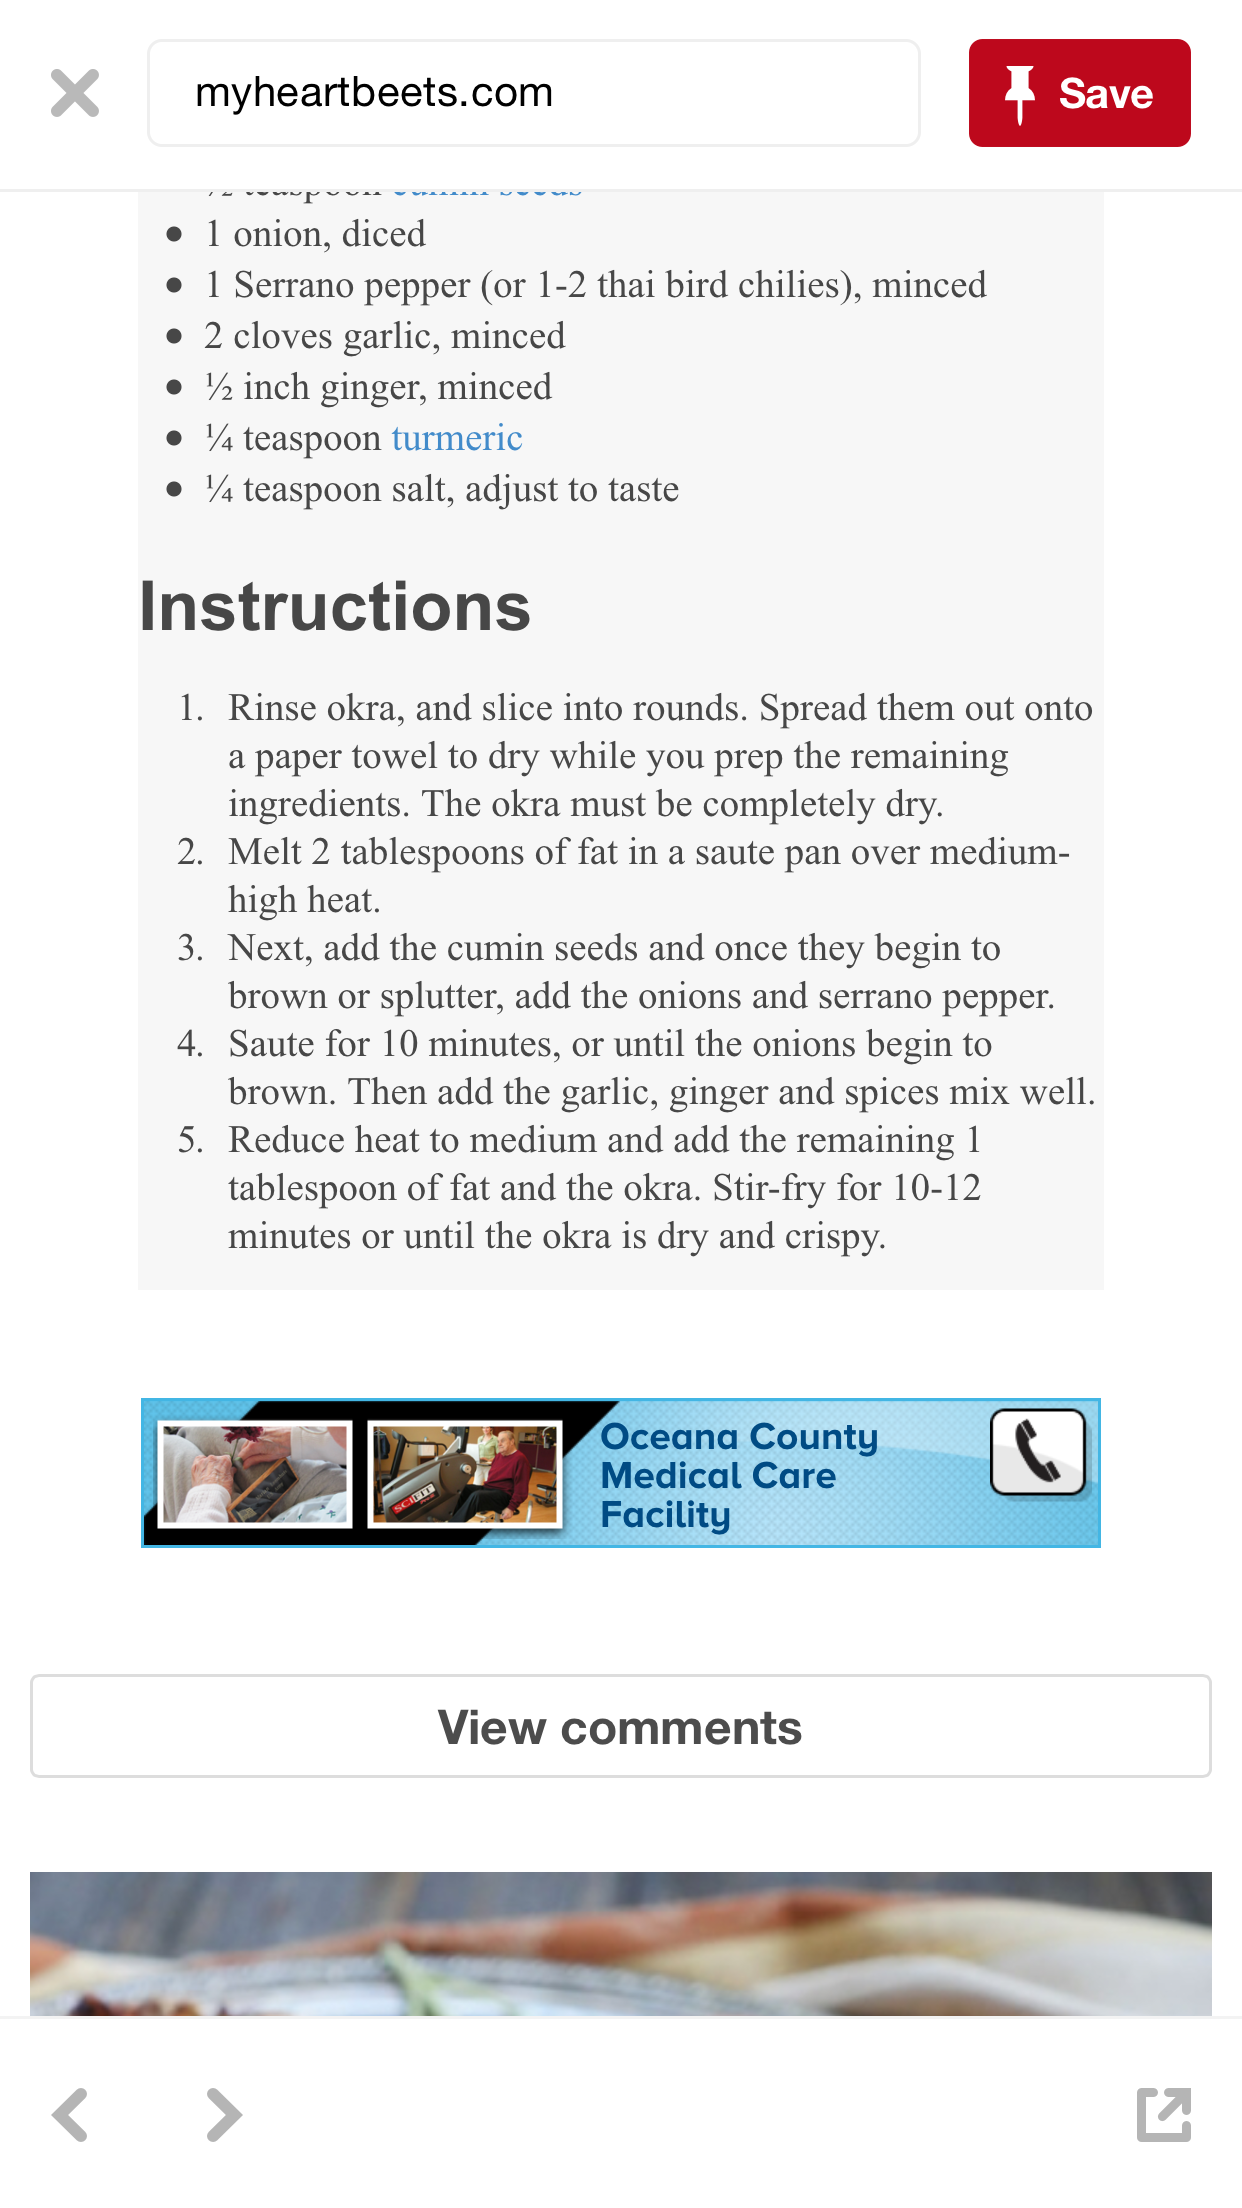 myheartbeets.com
Save
½ teaspoon cumin seeds
• 1 onion, diced
• 1 Serrano pepper (or 1-2 thai bird chilies), minced
• 2 cloves garlic, minced
• ½ inch ginger, minced
• ¼ teaspoon turmeric
• ¼ teaspoon salt, adjust to taste
Instructions
1. Rinse okra, and slice into rounds. Spread them out onto
a paper towel to dry while you prep the remaining
ingredients. The okra must be completely dry.
2. Melt 2 tablespoons of fat in a saute pan over medium-
high heat.
3. Next, add the cumin seeds and once they begin to
brown or splutter, add the onions and serrano pepper.
4. Saute for 10 minutes, or until the onions begin to
brown. Then add the garlic, ginger and spices mix well.
5. Reduce heat to medium and add the remaining 1
tablespoon of fat and the okra. Stir-fry for 10-12
minutes or until the okra is dry and crispy.
SCIFIT
Oceana County
Medical Care
Facility
View comments